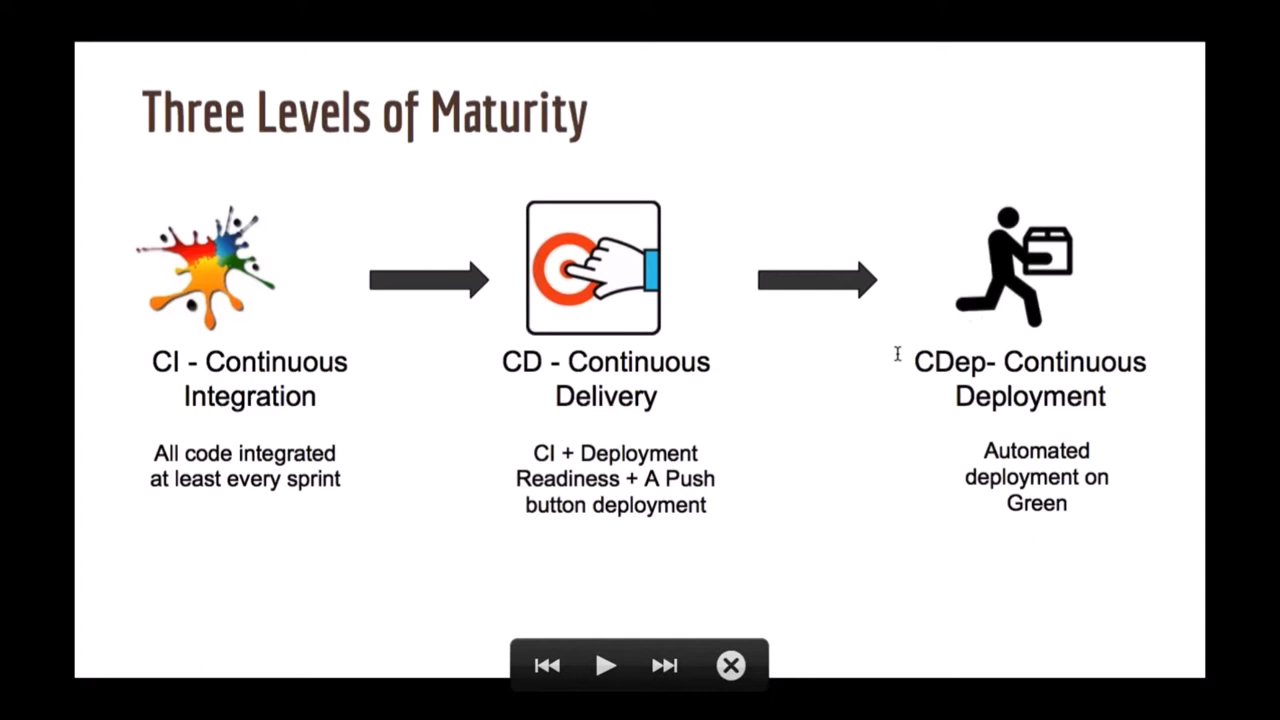 Three Levels of Maturity
CI - Continuous
Integration
All code integrated
at least every sprint
CD - Continuous
Delivery
CI + Deployment
Readiness + A Push
button deployment
CDep- Continuous
Deployment
Automated
deployment on
Green